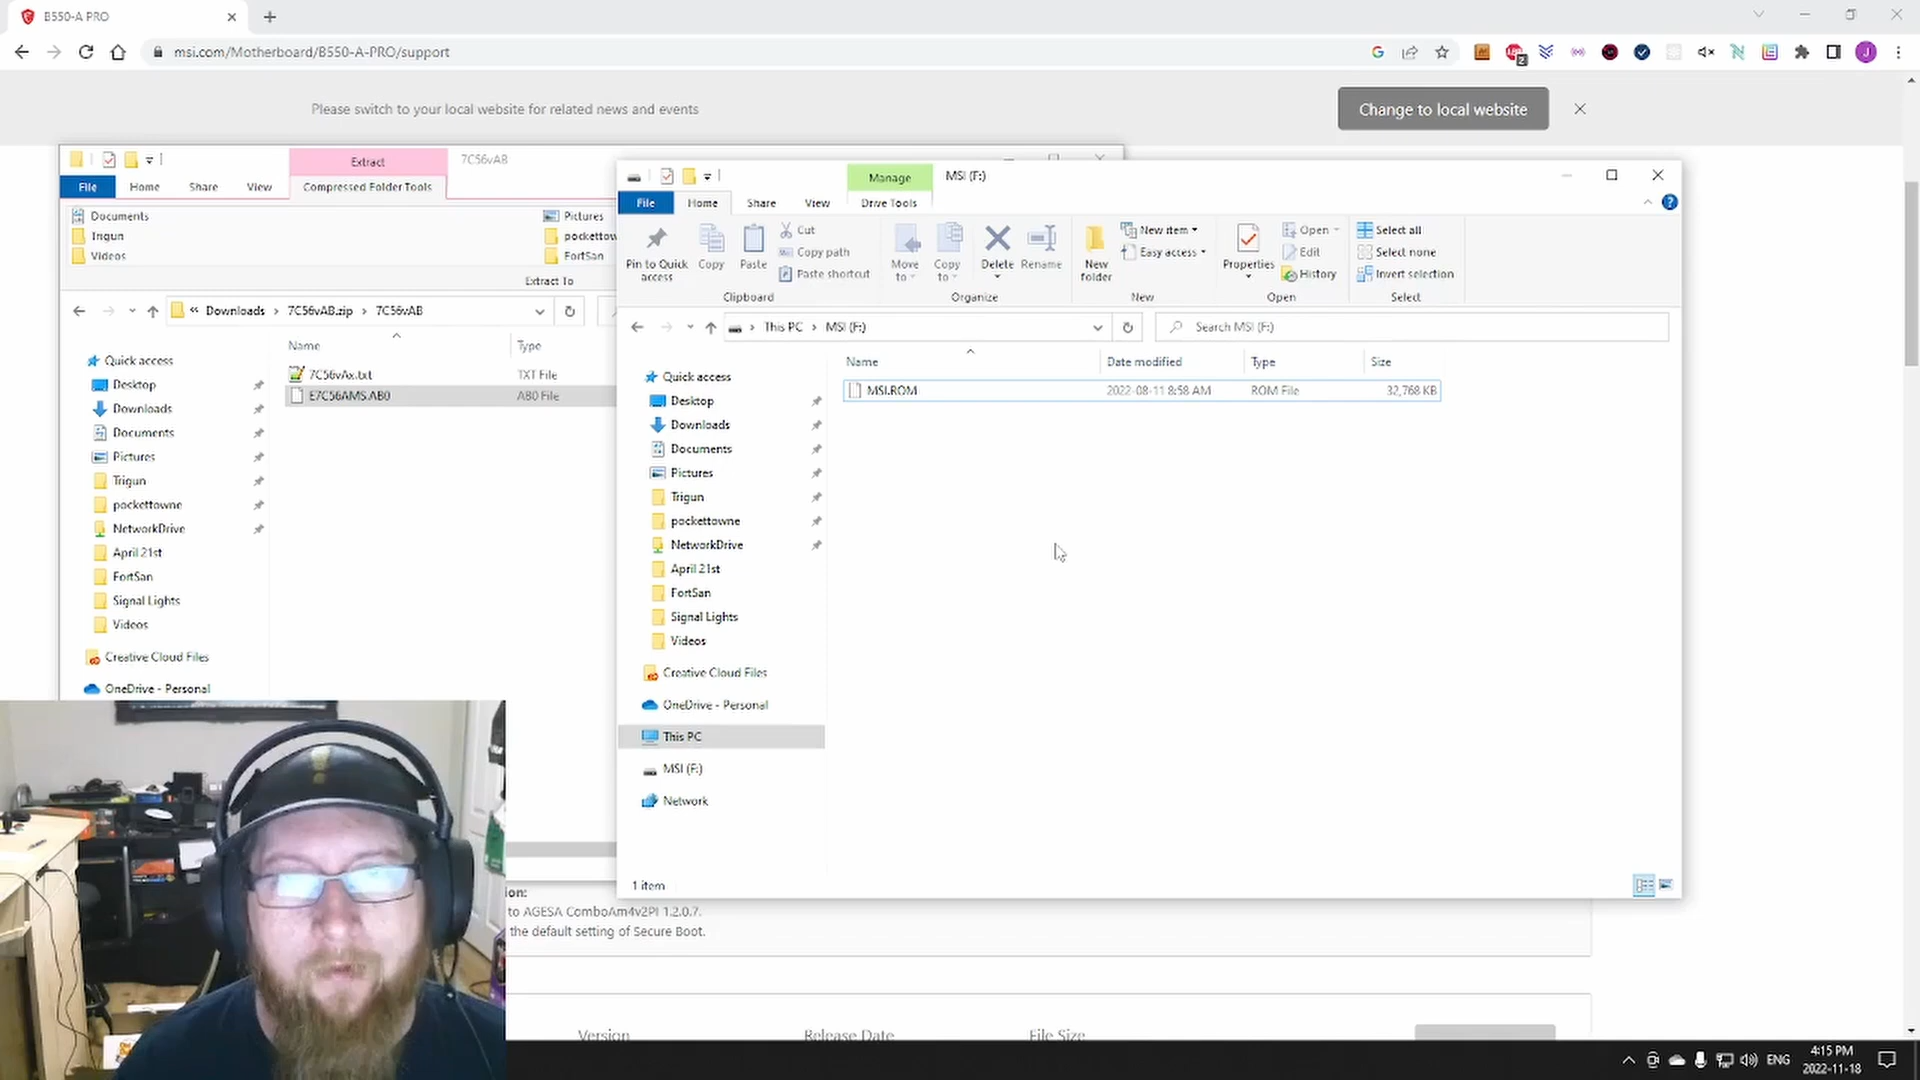 B550-A PRO
msi.com/Motherboard/B550-A-PRO/support
Please switch to your local website for related news and events
Change to local website
Extract
7C56vAB
File
Home
Share
View
Compressed Folder Tools
Documents
Pictures
Trigun
pockettow
Videos
FortSan
Extract To
« Downloads > 7C56vAB.zip > 7C56vAB
Name
Type
7C56vAx.txt
TXT File
E7C56AMS.AB0
AB0 File
Quick access
Desktop
Downloads
Documents
Pictures
Trigun
pockettowne
NetworkDrive
April 21st
FortSan
Signal Lights
Videos
Creative Cloud Files
OneDrive - Personal
Manage
MSI (F:)
File
Home
Share
View
Drive Tools
Pin to Quick access
Copy
Paste
Cut
Copy path
Paste shortcut
Clipboard
Move to
Copy to
Delete
Rename
Organize
New folder
New item
Easy access
New
Properties
Open
Edit
History
Open
Select all
Select none
Invert selection
Select
This PC > MSI (F:)
Search MSI (F:)
Name
Date modified
Type
Size
MSI.ROM
2022-08-11 8:58 AM
ROM File
32,768 KB
Quick access
Desktop
Downloads
Documents
Pictures
Trigun
pockettowne
NetworkDrive
April 21st
FortSan
Signal Lights
Videos
Creative Cloud Files
OneDrive - Personal
This PC
MSI (F:)
Network
1 item
ion:
to AGESA ComboAm4v2PI 1.2.0.7.
the default setting of Secure Boot.
Version
Release Date
File Size
ENG
4:15 PM
2022-11-18